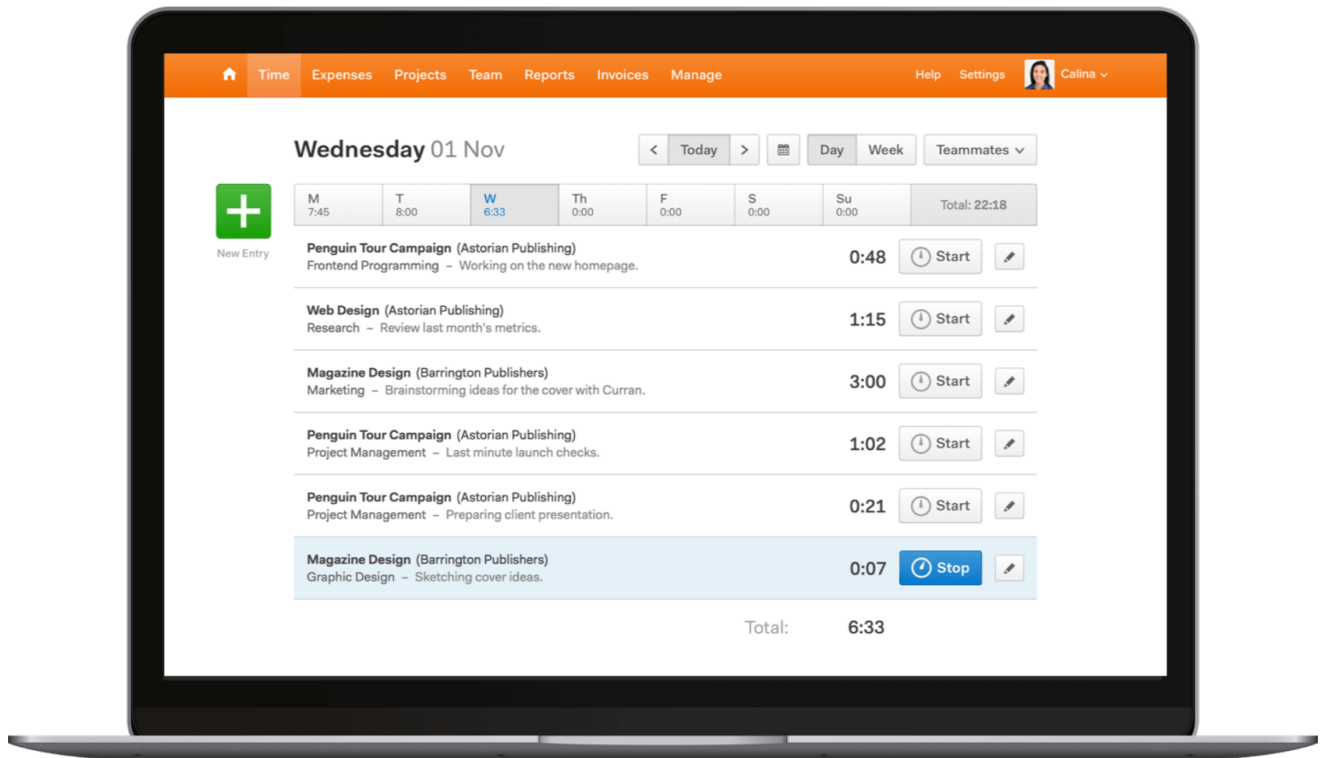 Time Expenses Projects Team Reports Invoices Manage Help Settings Calina
Wednesday 01 Nov
Today Day Week Teammates
M T W Th F S Su
7:45 8:00 6:33 0:00 0:00 0:00 0:00 Total: 22:18
New Entry
Penguin Tour Campaign (Astorian Publishing)
Frontend Programming – Working on the new homepage.
0:48 Start
Web Design (Astorian Publishing)
Research – Review last month's metrics.
1:15 Start
Magazine Design (Barrington Publishers)
Marketing – Brainstorming ideas for the cover with Curran.
3:00 Start
Penguin Tour Campaign (Astorian Publishing)
Project Management – Last minute launch checks.
1:02 Start
Penguin Tour Campaign (Astorian Publishing)
Project Management – Preparing client presentation.
0:21 Start
Magazine Design (Barrington Publishers)
Graphic Design – Sketching cover ideas.
0:07 Stop
Total: 6:33